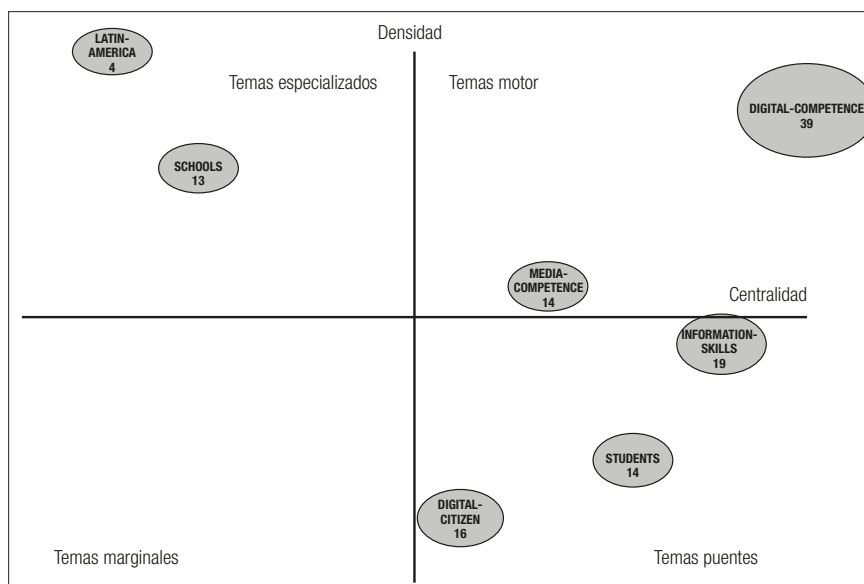 Densidad
LATIN-
AMERICA
4
Temas especializados
Temas motor
DIGITAL-COMPETENCE
39
SCHOOLS
13
MEDIA-
COMPETENCE
14
Centralidad
INFORMATION-
SKILLS
19
STUDENTS
14
DIGITAL-
CITIZEN
16
Temas marginales
Temas puentes